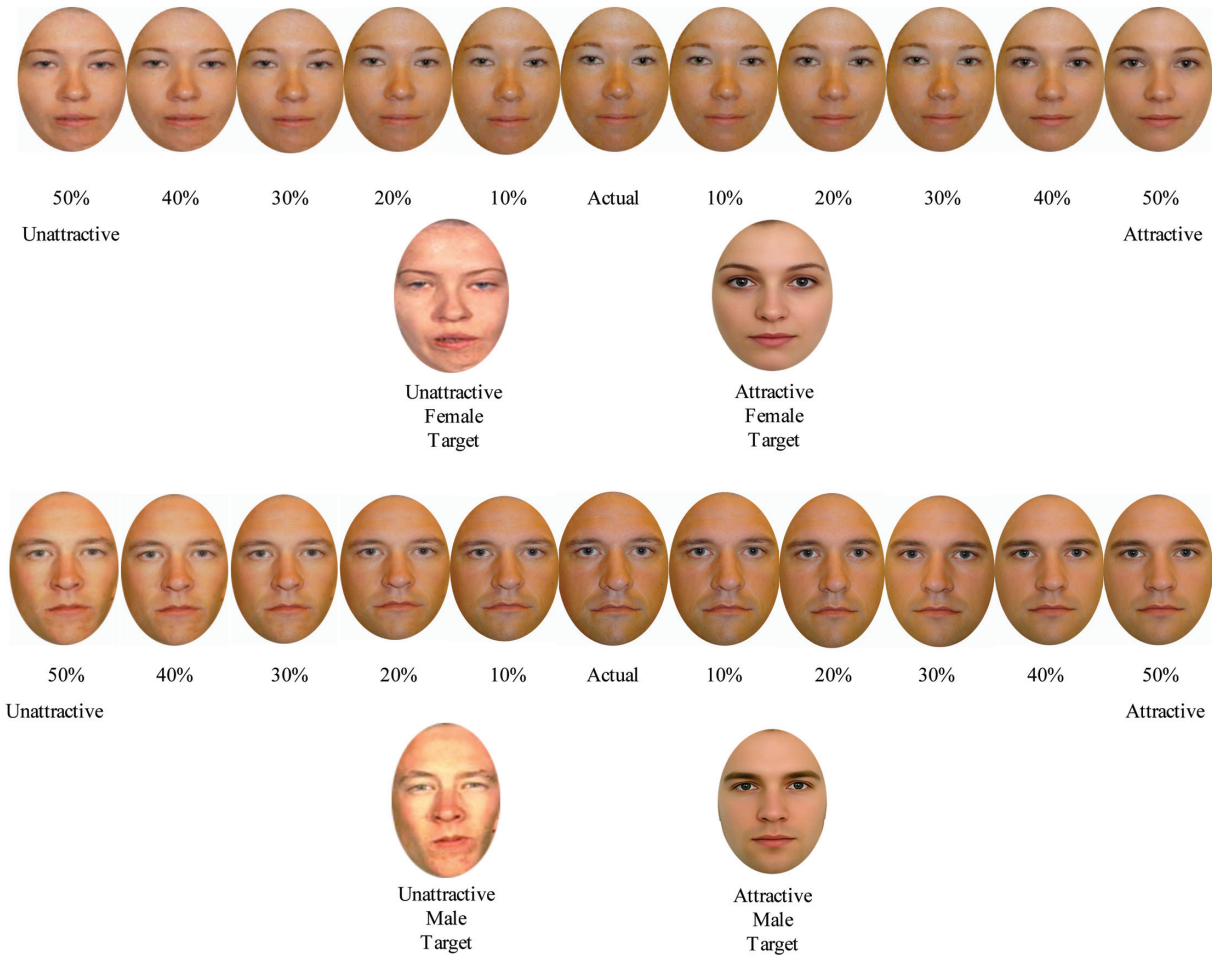 50% 40% 30% 20% 10% Actual 10% 20% 30% 40% 50%
Unattractive Attractive
Unattractive Attractive
Female Female
Target Target
50% 40% 30% 20% 10% Actual 10% 20% 30% 40% 50%
Unattractive Attractive
Unattractive Attractive
Male Male
Target Target